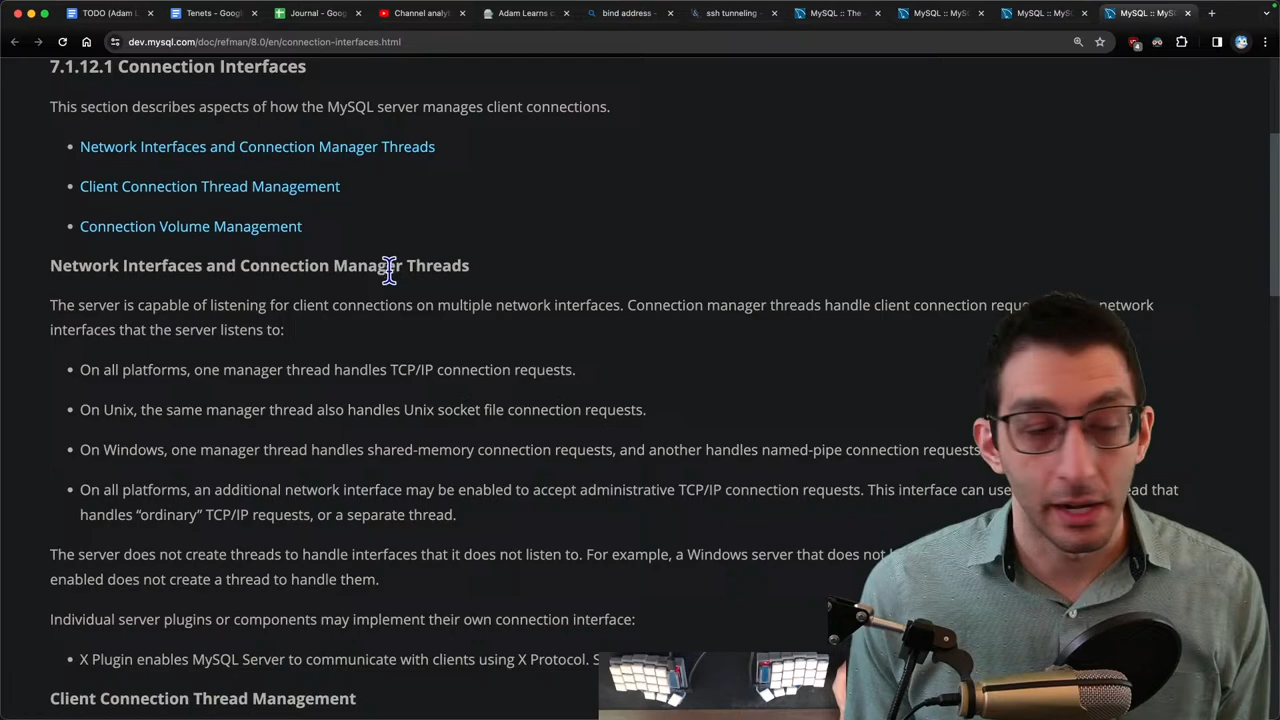 TODO (Adam L
Tenets - Googl
Journal - Goog
Channel analyt
Adam Learns c
bind address -
ssh tunneling -
MySQL :: The
MySQL :: MyS
MySQL :: MyS
MySQL :: MyS
dev.mysql.com/doc/refman/8.0/en/connection-interfaces.html
7.1.12.1 Connection Interfaces
This section describes aspects of how the MySQL server manages client connections.
Network Interfaces and Connection Manager Threads
Client Connection Thread Management
Connection Volume Management
Network Interfaces and Connection Manager Threads
The server is capable of listening for client connections on multiple network interfaces. Connection manager threads handle client connection requ network
interfaces that the server listens to:
On all platforms, one manager thread handles TCP/IP connection requests.
On Unix, the same manager thread also handles Unix socket file connection requests.
On Windows, one manager thread handles shared-memory connection requests, and another handles named-pipe connection requests
On all platforms, an additional network interface may be enabled to accept administrative TCP/IP connection requests. This interface can use ead that
handles “ordinary” TCP/IP requests, or a separate thread.
The server does not create threads to handle interfaces that it does not listen to. For example, a Windows server that does not
enabled does not create a thread to handle them.
Individual server plugins or components may implement their own connection interface:
X Plugin enables MySQL Server to communicate with clients using X Protocol. S
Client Connection Thread Management